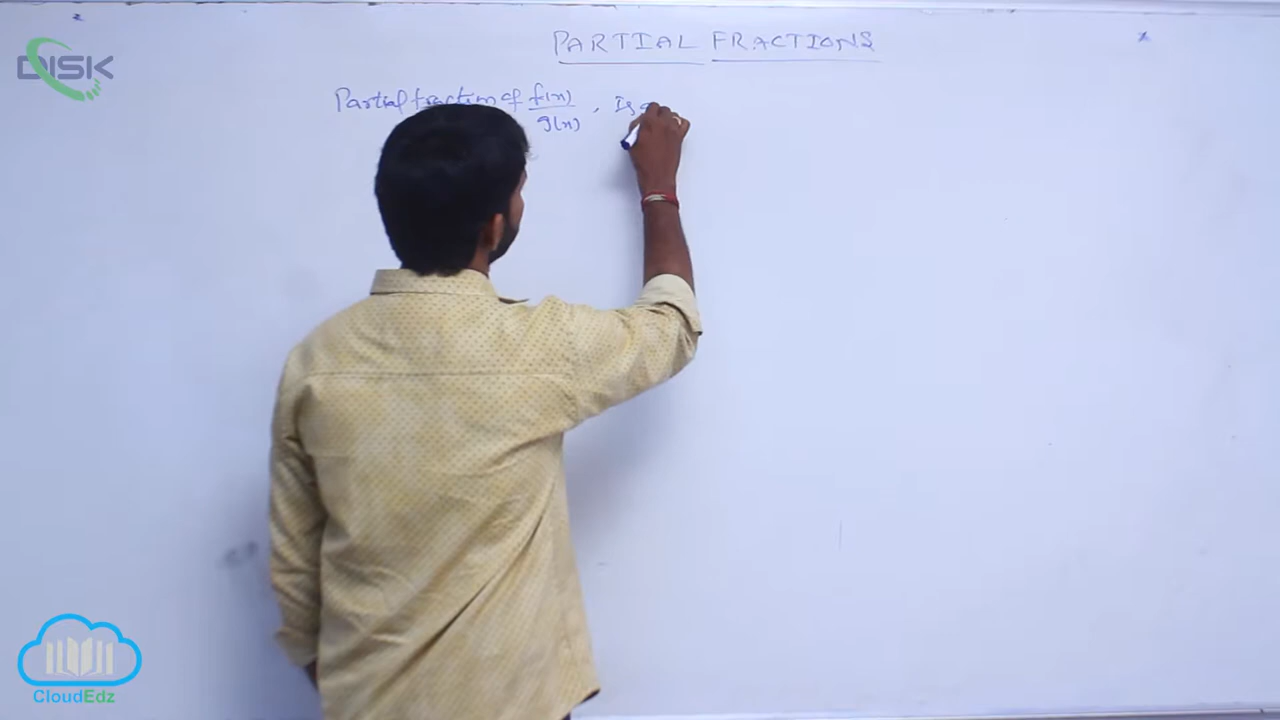 DISK
PARTIAL FRACTIONS
Partial fraction of f(x)/g(x),
CloudEdz